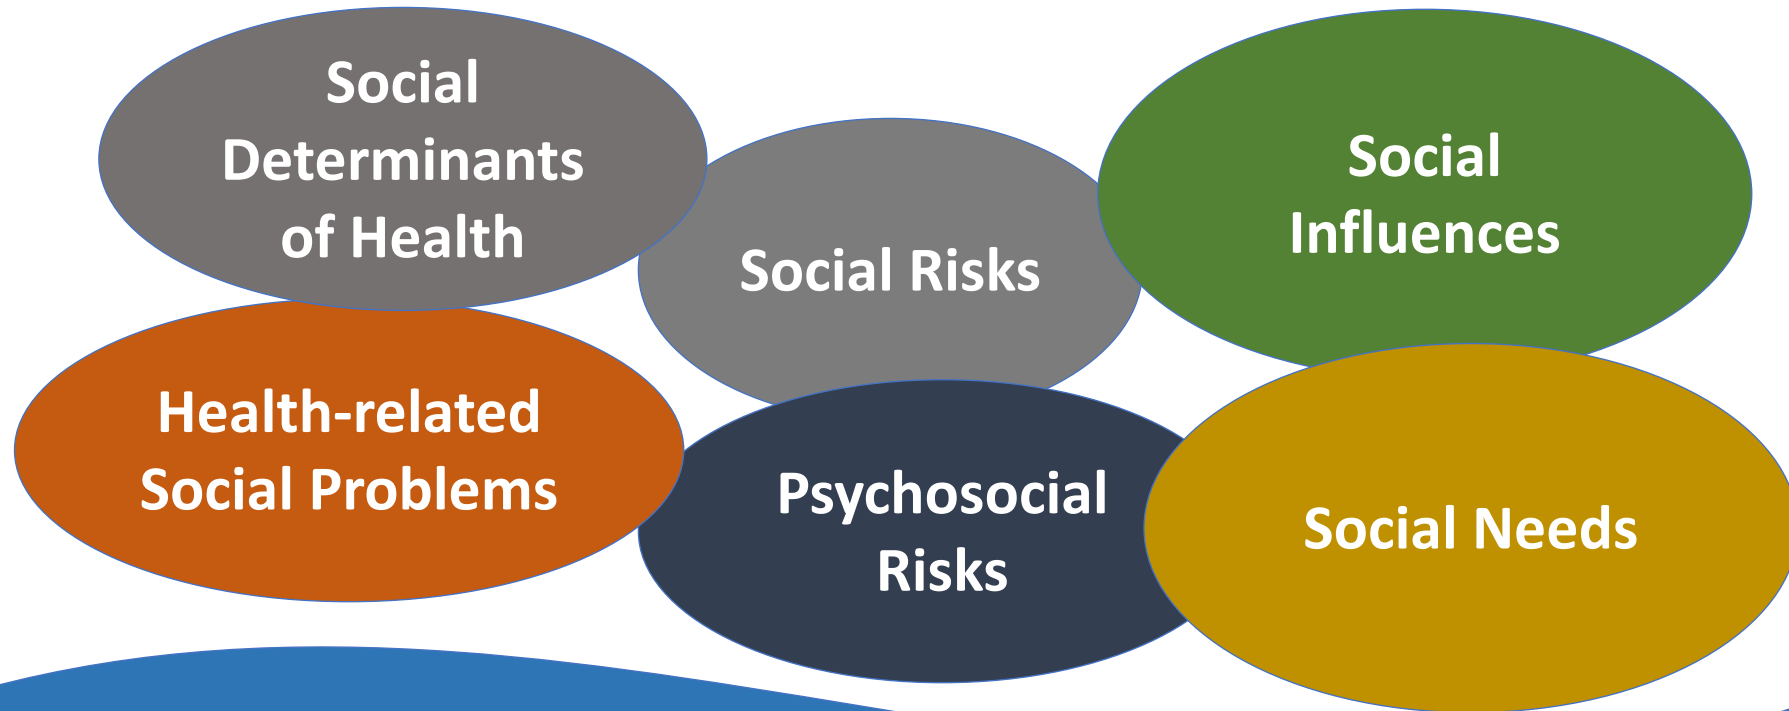 Social
Determinants
of Health
Social Risks
Social
Influences
Health-related
Social Problems
Psychosocial
Risks
Social Needs